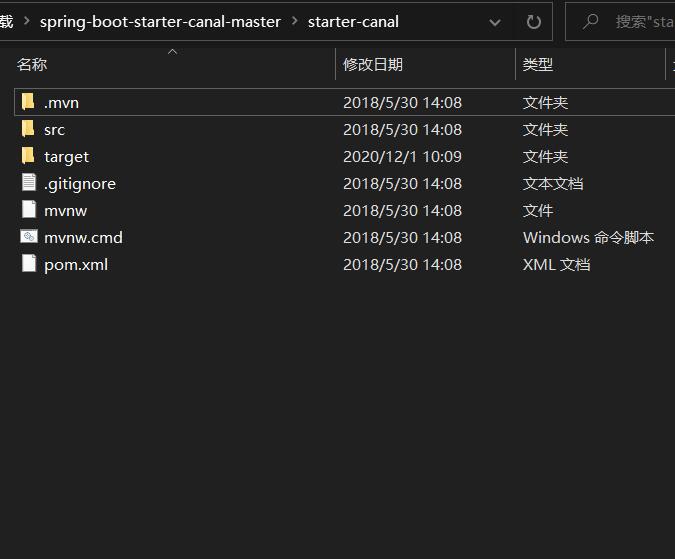 载 > spring-boot-starter-canal-master > starter-canal 搜索"sta
名称 修改日期 类型
.mvn 2018/5/30 14:08 文件夹
src 2018/5/30 14:08 文件夹
target 2020/12/1 10:09 文件夹
.gitignore 2018/5/30 14:08 文本文档
mvnw 2018/5/30 14:08 文件
mvnw.cmd 2018/5/30 14:08 Windows 命令脚本
pom.xml 2018/5/30 14:08 XML 文档